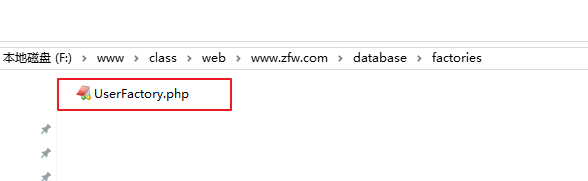 本地磁盘 (F:) > www > class > web > www.zfw.com > database > factories
UserFactory.php